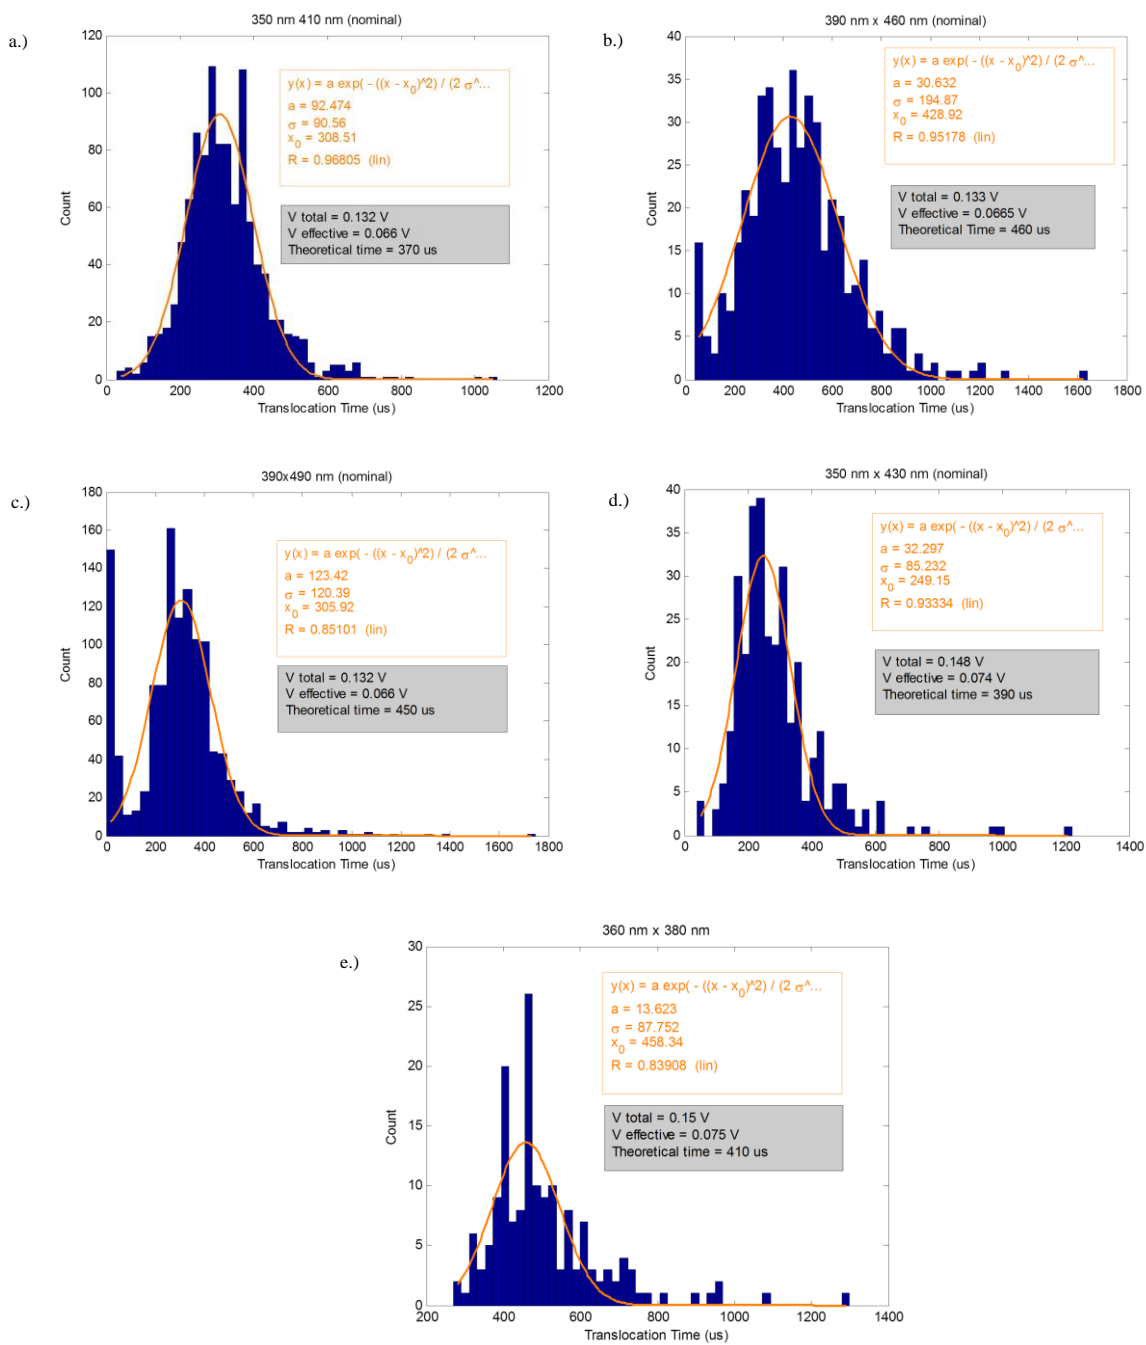 a.)
350 nm 410 nm (nominal)
120
100
80
60
40
20
0
Count
0 200 400 600 800 1000 1200
Translocation Time (us)
y(x) = a exp( - ((x - x0)^2) / (2 σ^...
a = 92.474
σ = 90.56
x0 = 308.51
R = 0.96805 (lin)
V total = 0.132 V
V effective = 0.066 V
Theoretical time = 370 us
b.)
390 nm x 460 nm (nominal)
40
35
30
25
20
15
10
5
0
Count
0 200 400 600 800 1000 1200 1400 1600 1800
Translocation Time (us)
y(x) = a exp( - ((x - x0)^2) / (2 σ^...
a = 30.632
σ = 194.87
x0 = 428.92
R = 0.95178 (lin)
V total = 0.133 V
V effective = 0.0665 V
Theoretical Time = 460 us
c.)
390x490 nm (nominal)
180
160
140
120
100
80
60
40
20
0
Count
0 200 400 600 800 1000 1200 1400 1600 1800
Translocation Time (us)
y(x) = a exp( - ((x - x0)^2) / (2 σ^...
a = 123.42
σ = 120.39
x0 = 305.92
R = 0.85101 (lin)
V total = 0.132 V
V effective = 0.066 V
Theoretical time = 450 us
d.)
350 nm x 430 nm (nominal)
40
35
30
25
20
15
10
5
0
Count
0 200 400 600 800 1000 1200 1400
Translocation Time (us)
y(x) = a exp( - ((x - x0)^2) / (2 σ^...
a = 32.297
σ = 85.232
x0 = 249.15
R = 0.93334 (lin)
V total = 0.148 V
V effective = 0.074 V
Theoretical time = 390 us
e.)
360 nm x 380 nm
30
25
20
15
10
5
0
Count
200 400 600 800 1000 1200 1400
Translocation Time (us)
y(x) = a exp( - ((x - x0)^2) / (2 σ^...
a = 13.623
σ = 87.752
x0 = 458.34
R = 0.83908 (lin)
V total = 0.15 V
V effective = 0.075 V
Theoretical time = 410 us